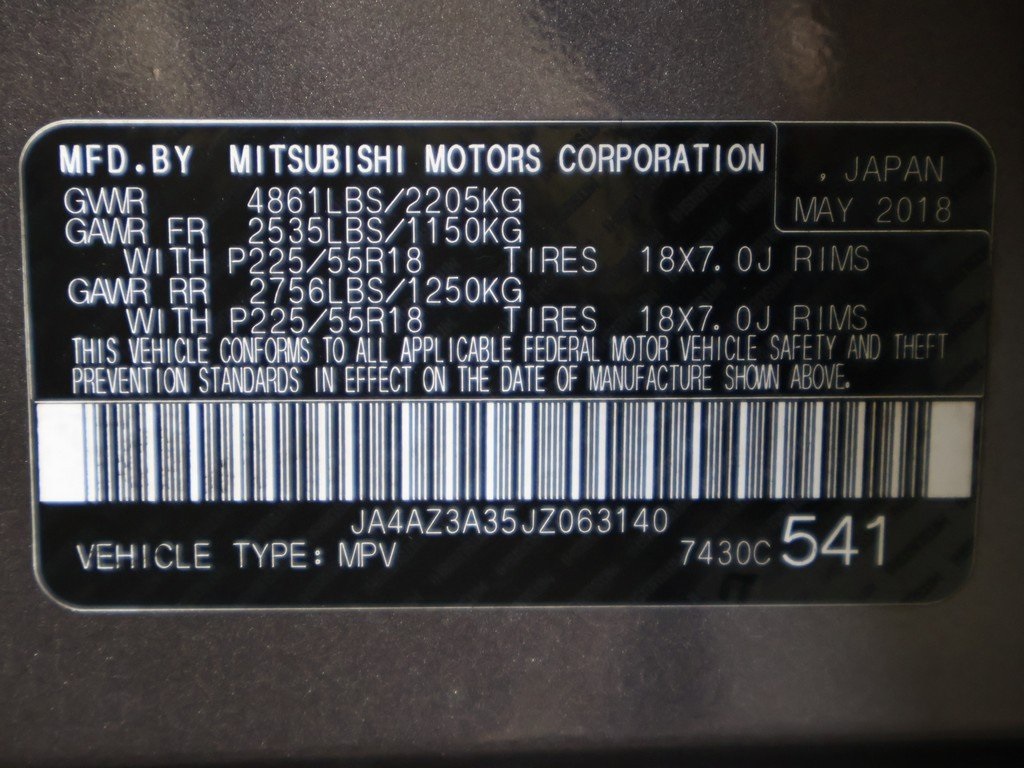 MFD.BY MITSUBISHI MOTORS CORPORATION
, JAPAN
MAY 2018
GWWR 4861LBS/2205KG
GAWR FR 2535LBS/1150KG
WITH P225/55R18 TIRES 18X7.0J RIMS
GAWR RR 2756LBS/1250KG
WITH P225/55R18 TIRES 18X7.0J RIMS
THIS VEHICLE CONFORMS TO ALL APPLICABLE FEDERAL MOTOR VEHICLE SAFETY AND THEFT
PREVENTION STANDARDS IN EFFECT ON THE DATE OF MANUFACTURE SHOWN ABOVE.
JA4AZ3A35JZ063140
VEHICLE TYPE: MPV 7430C 541